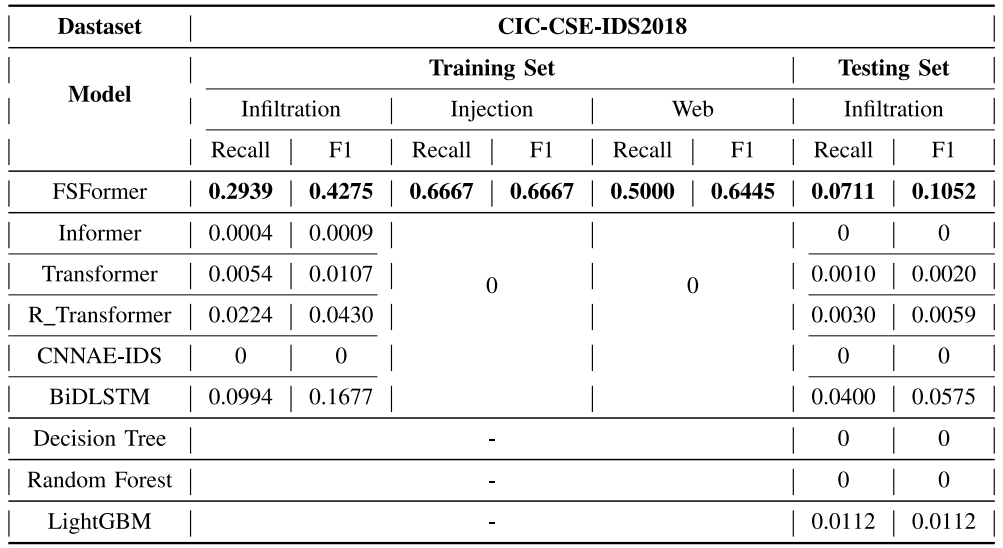 Dastaset CIC-CSE-IDS2018
Model Training Set Testing Set
Infiltration Injection Web Infiltration
Recall F1 Recall F1 Recall F1 Recall F1
FSFormer 0.2939 0.4275 0.6667 0.6667 0.5000 0.6445 0.0711 0.1052
Informer 0.0004 0.0009 0 0 0 0
Transformer 0.0054 0.0107 0.0010 0.0020
R_Transformer 0.0224 0.0430 0.0030 0.0059
CNNAE-IDS 0 0 0 0
BiDLSTM 0.0994 0.1677 0.0400 0.0575
Decision Tree - 0 0
Random Forest - 0 0
LightGBM - 0.0112 0.0112